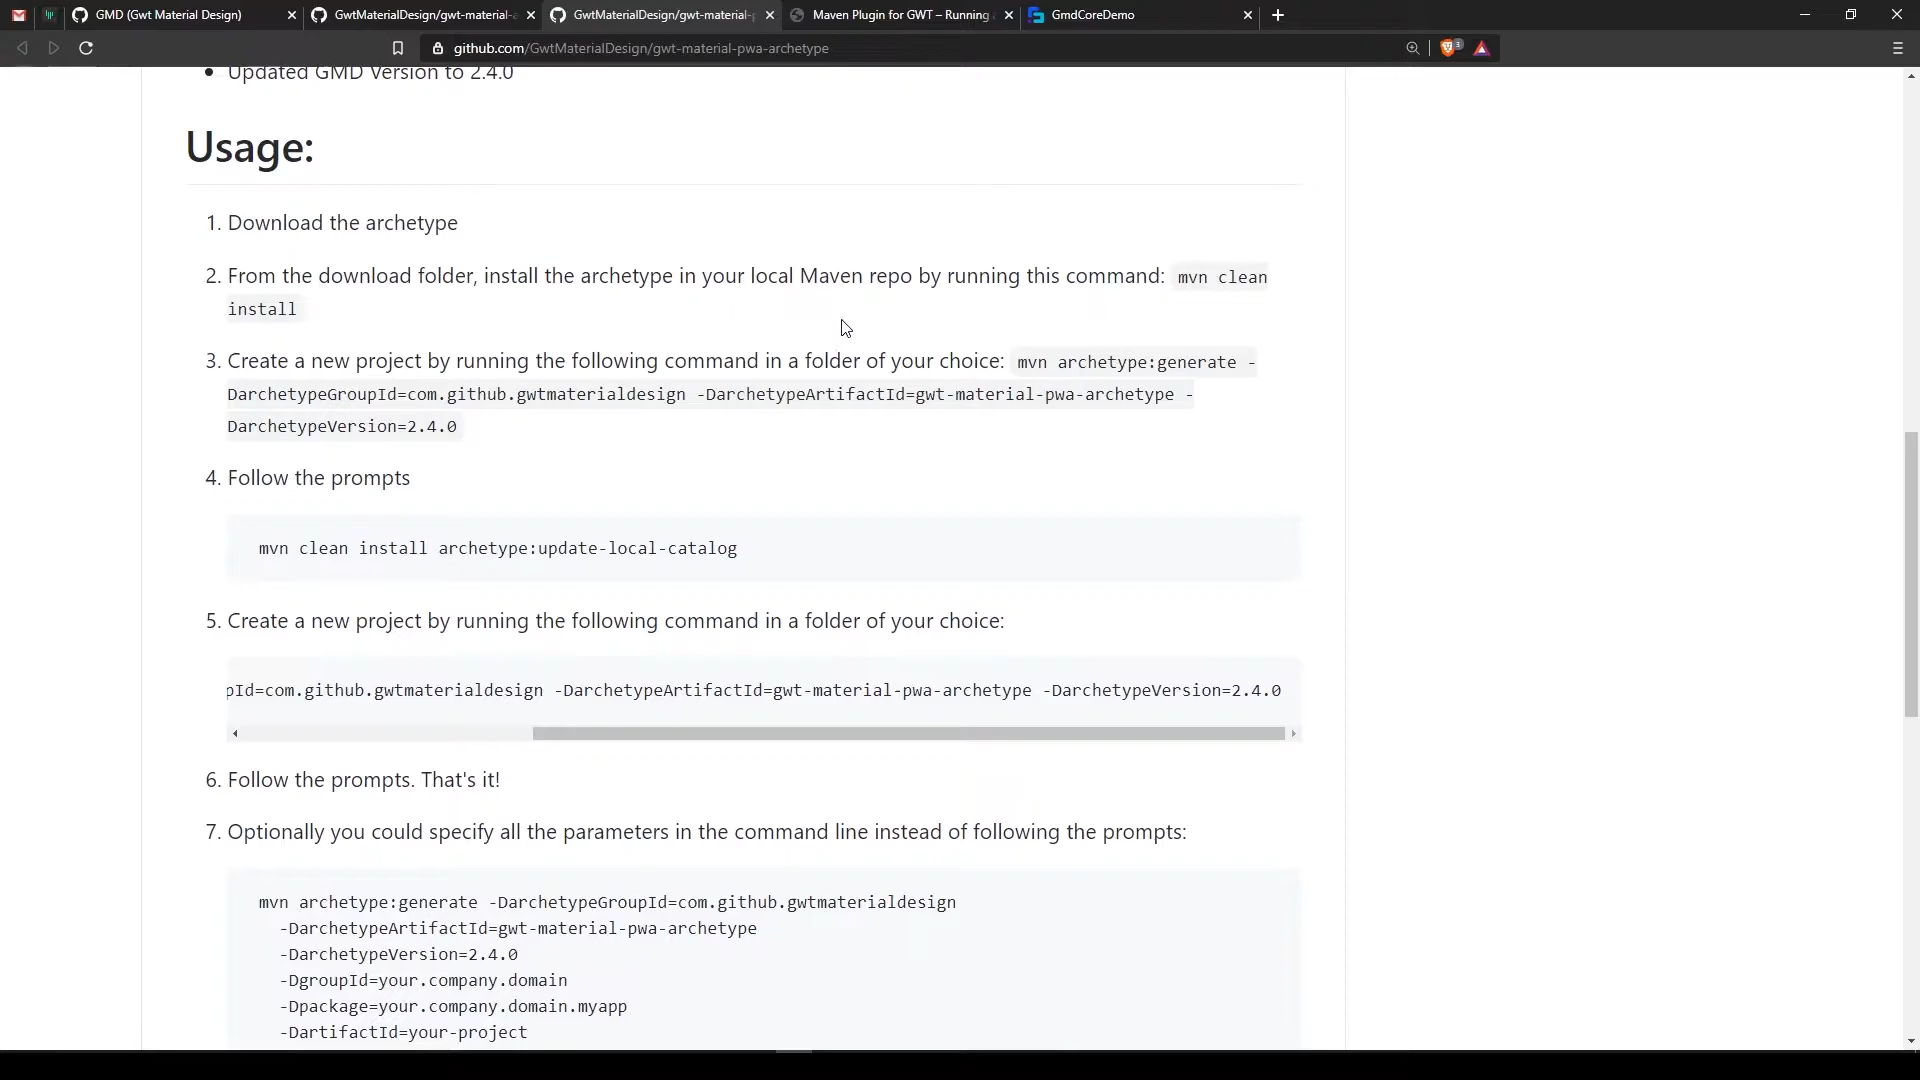 GMD (Gwt Material Design)
GwtMaterialDesign/gwt-material-a
GwtMaterialDesign/gwt-material-p
Maven Plugin for GWT – Running
GmdCoreDemo
github.com/GwtMaterialDesign/gwt-material-pwa-archetype
3
• Updated GMD Version to 2.4.0
Usage:
1. Download the archetype
2. From the download folder, install the archetype in your local Maven repo by running this command: mvn clean
install
3. Create a new project by running the following command in a folder of your choice: mvn archetype:generate -
DarchetypeGroupId=com.github.gwtmaterialdesign -DarchetypeArtifactId=gwt-material-pwa-archetype -
DarchetypeVersion=2.4.0
4. Follow the prompts
mvn clean install archetype:update-local-catalog
5. Create a new project by running the following command in a folder of your choice:
pId=com.github.gwtmaterialdesign -DarchetypeArtifactId=gwt-material-pwa-archetype -DarchetypeVersion=2.4.0
6. Follow the prompts. That's it!
7. Optionally you could specify all the parameters in the command line instead of following the prompts:
mvn archetype:generate -DarchetypeGroupId=com.github.gwtmaterialdesign
-DarchetypeArtifactId=gwt-material-pwa-archetype
-DarchetypeVersion=2.4.0
-DgroupId=your.company.domain
-Dpackage=your.company.domain.myapp
-DartifactId=your-project